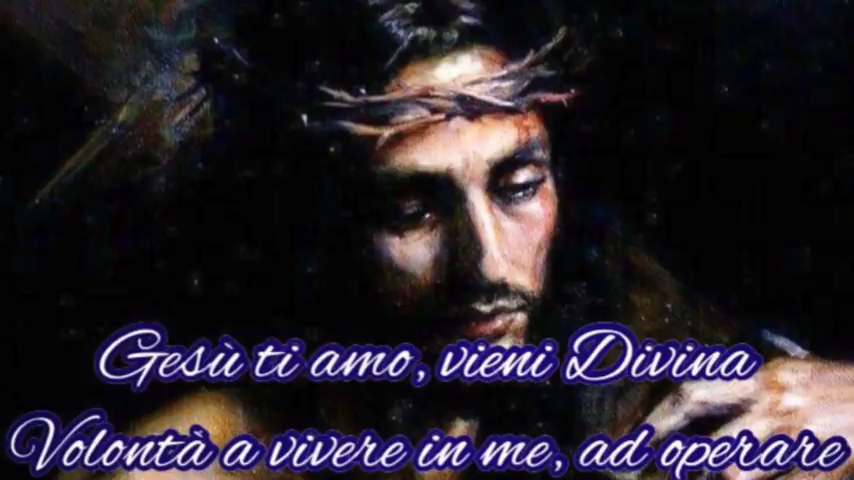 Gesù ti amo, vieni Divina
Volontà a vivere in me, ad operare